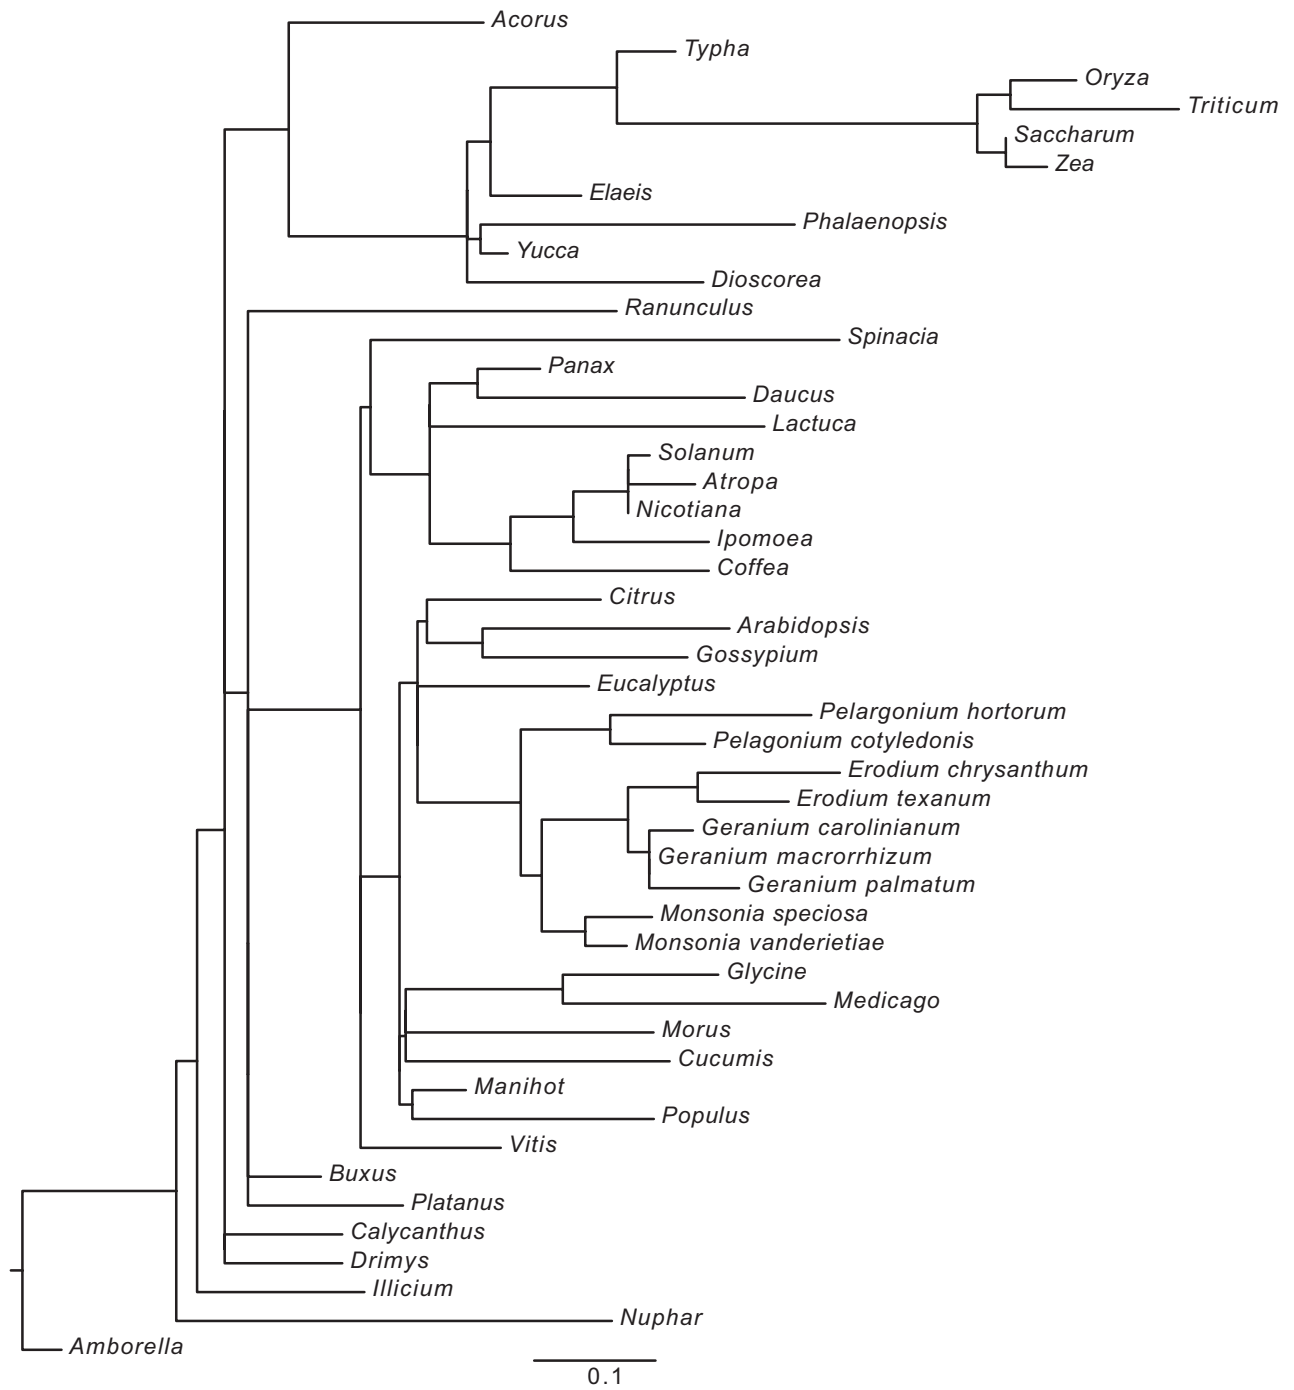 Acorus
Typha
Oryza
Triticum
Saccharum
Zea
Elaeis
Phalaenopsis
Yucca
Dioscorea
Ranunculus
Spinacia
Panax
Daucus
Lactuca
Solanum
Atropa
Nicotiana
Ipomoea
Coffea
Citrus
Arabidopsis
Gossypium
Eucalyptus
Pelargonium hortorum
Pelagonium cotyledonis
Erodium chrysanthum
Erodium texanum
Geranium carolinianum
Geranium macrorrhizum
Geranium palmatum
Monsonia speciosa
Monsonia vanderietiae
Glycine
Medicago
Morus
Cucumis
Manihot
Populus
Vitis
Buxus
Platanus
Calycanthus
Drimys
Illicium
Nuphar
Amborella
0.1